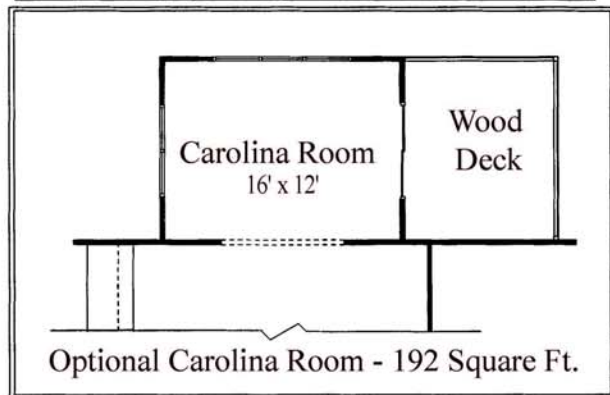 Carolina Room
16' x 12'
Wood
Deck
Optional Carolina Room - 192 Square Ft.